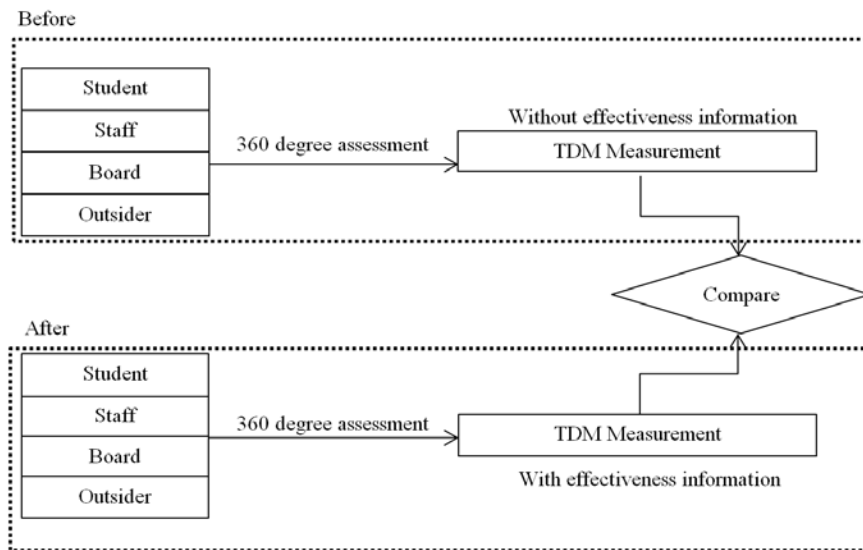 Before
Student
Staff
Board
Outsider
360 degree assessment
Without effectiveness information
TDM Measurement
Compare
After
Student
Staff
Board
Outsider
360 degree assessment
TDM Measurement
With effectiveness information